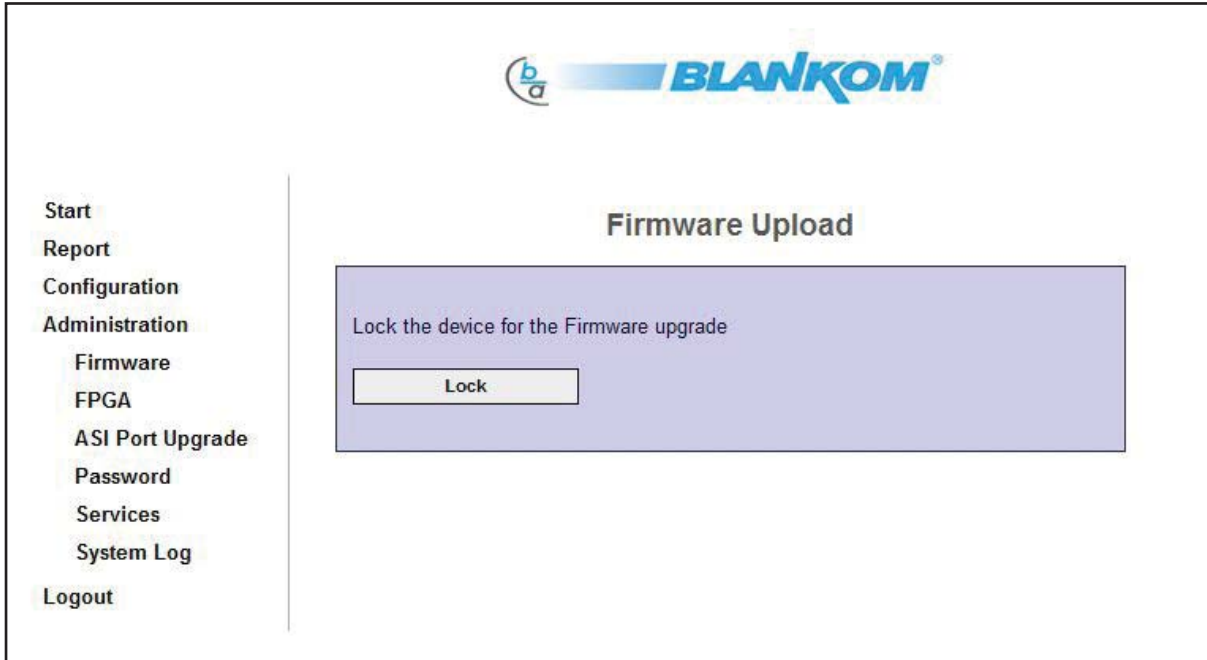 b
a
BLANKOM®
Start
Report
Configuration
Administration
Firmware
FPGA
ASI Port Upgrade
Password
Services
System Log
Logout
Firmware Upload
Lock the device for the Firmware upgrade
Lock